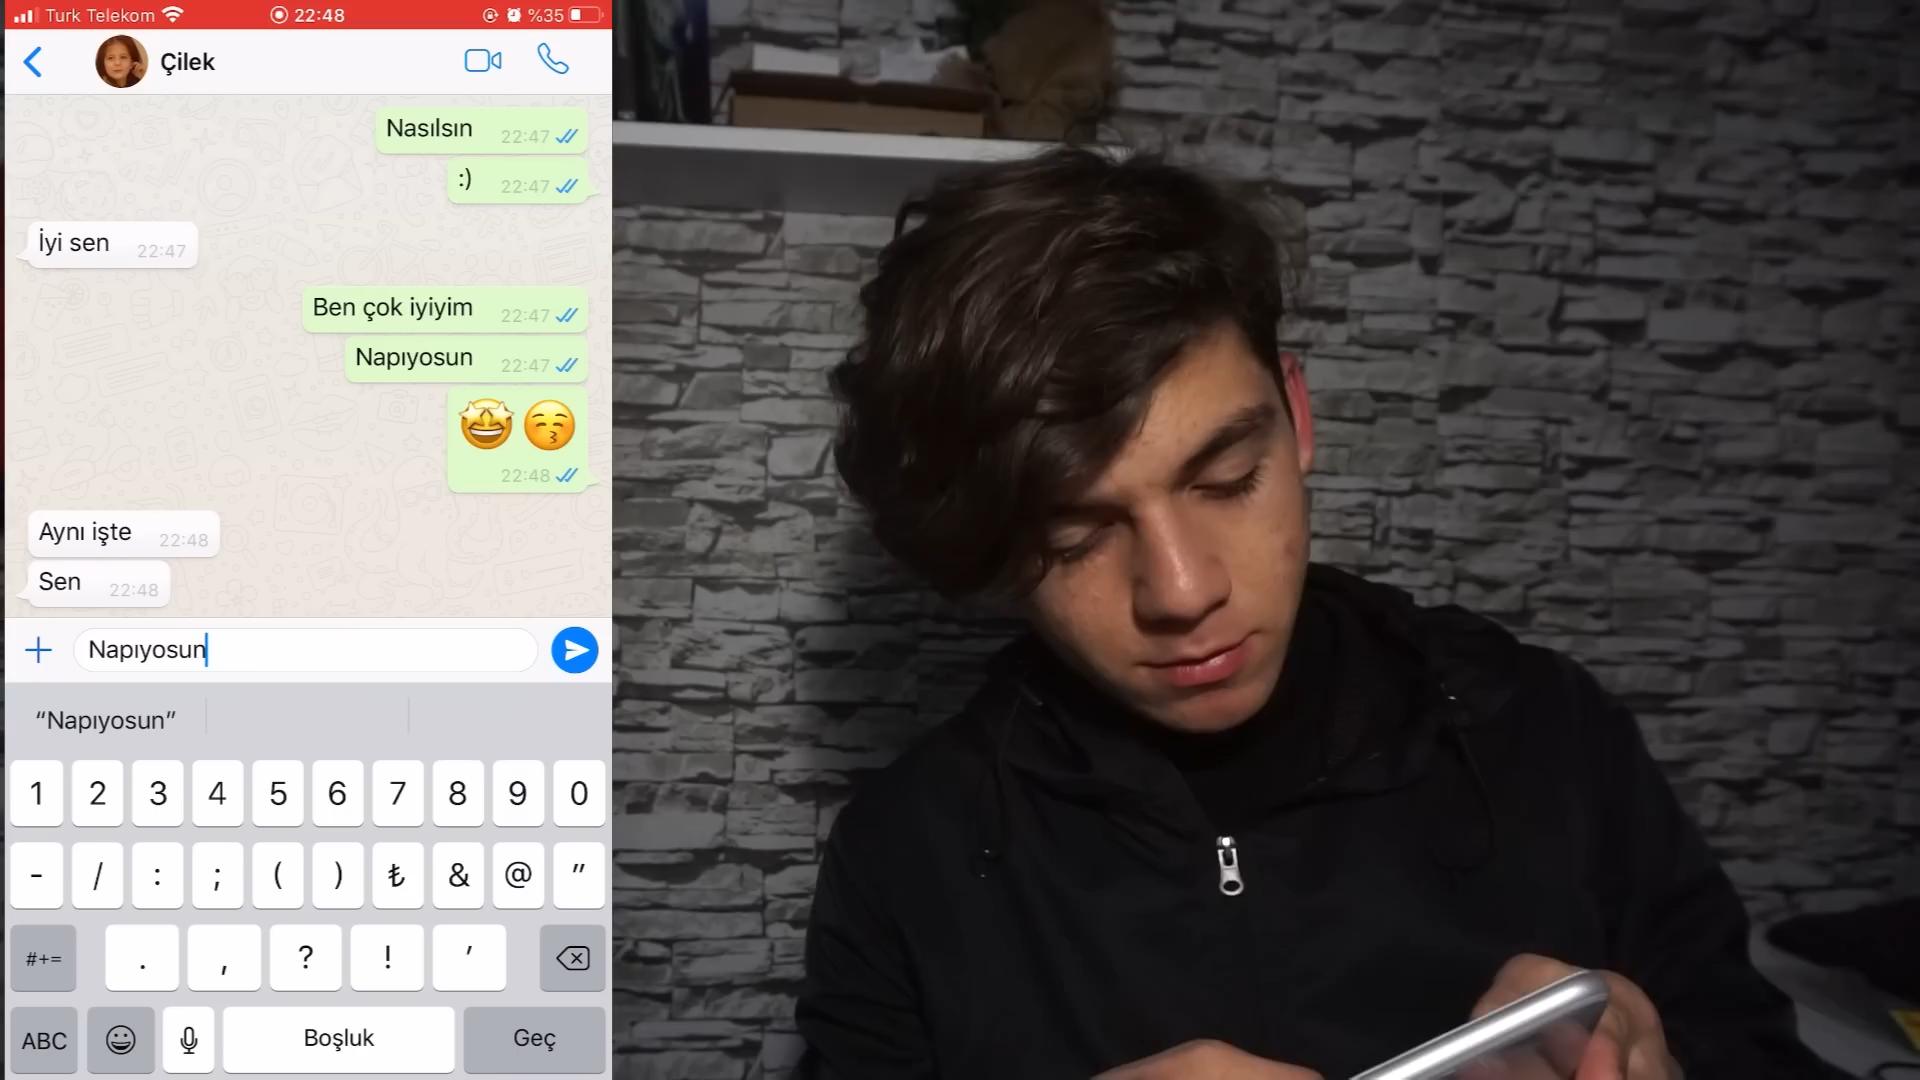 Turk Telekom 22:48 %35
Çilek
Nasılsın 22:47
:) 22:47
İyi sen 22:47
Ben çok iyiyim 22:47
Napıyosun 22:47
22:48
Aynı işte 22:48
Sen 22:48
Napıyosun
“Napıyosun”
1 2 3 4 5 6 7 8 9 0
- / : ; ( ) ₺ & @ "
#+= . , ? ! '
ABC Boşluk Geç